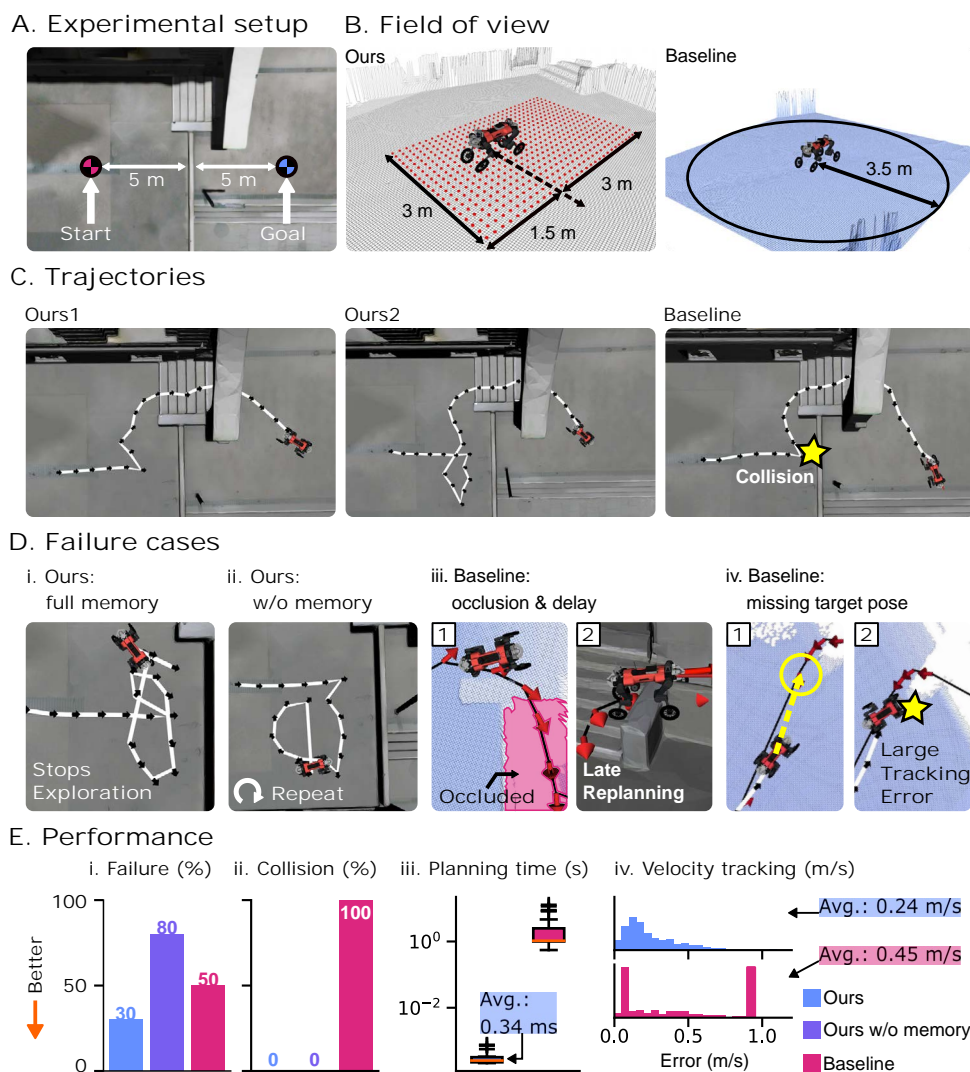 A. Experimental setup
B. Field of view
5 m
5 m
Start
Goal
Ours
3 m
3 m
1.5 m
Baseline
3.5 m
C. Trajectories
Ours1
Ours2
Baseline
Collision
D. Failure cases
i. Ours:
full memory
ii. Ours:
w/o memory
iii. Baseline:
occlusion & delay
iv. Baseline:
missing target pose
Stops
Exploration
Repeat
1
Occluded
2
Late
Replanning
1
2
Large
Tracking
Error
E. Performance
i. Failure (%)
ii. Collision (%)
iii. Planning time (s)
iv. Velocity tracking (m/s)
Better
100
50
0
30
80
50
0
0
100
10⁰
10⁻²
Avg.:
0.34 ms
Avg.: 0.24 m/s
Avg.: 0.45 m/s
0.0
0.5
1.0
Error (m/s)
Ours
Ours w/o memory
Baseline